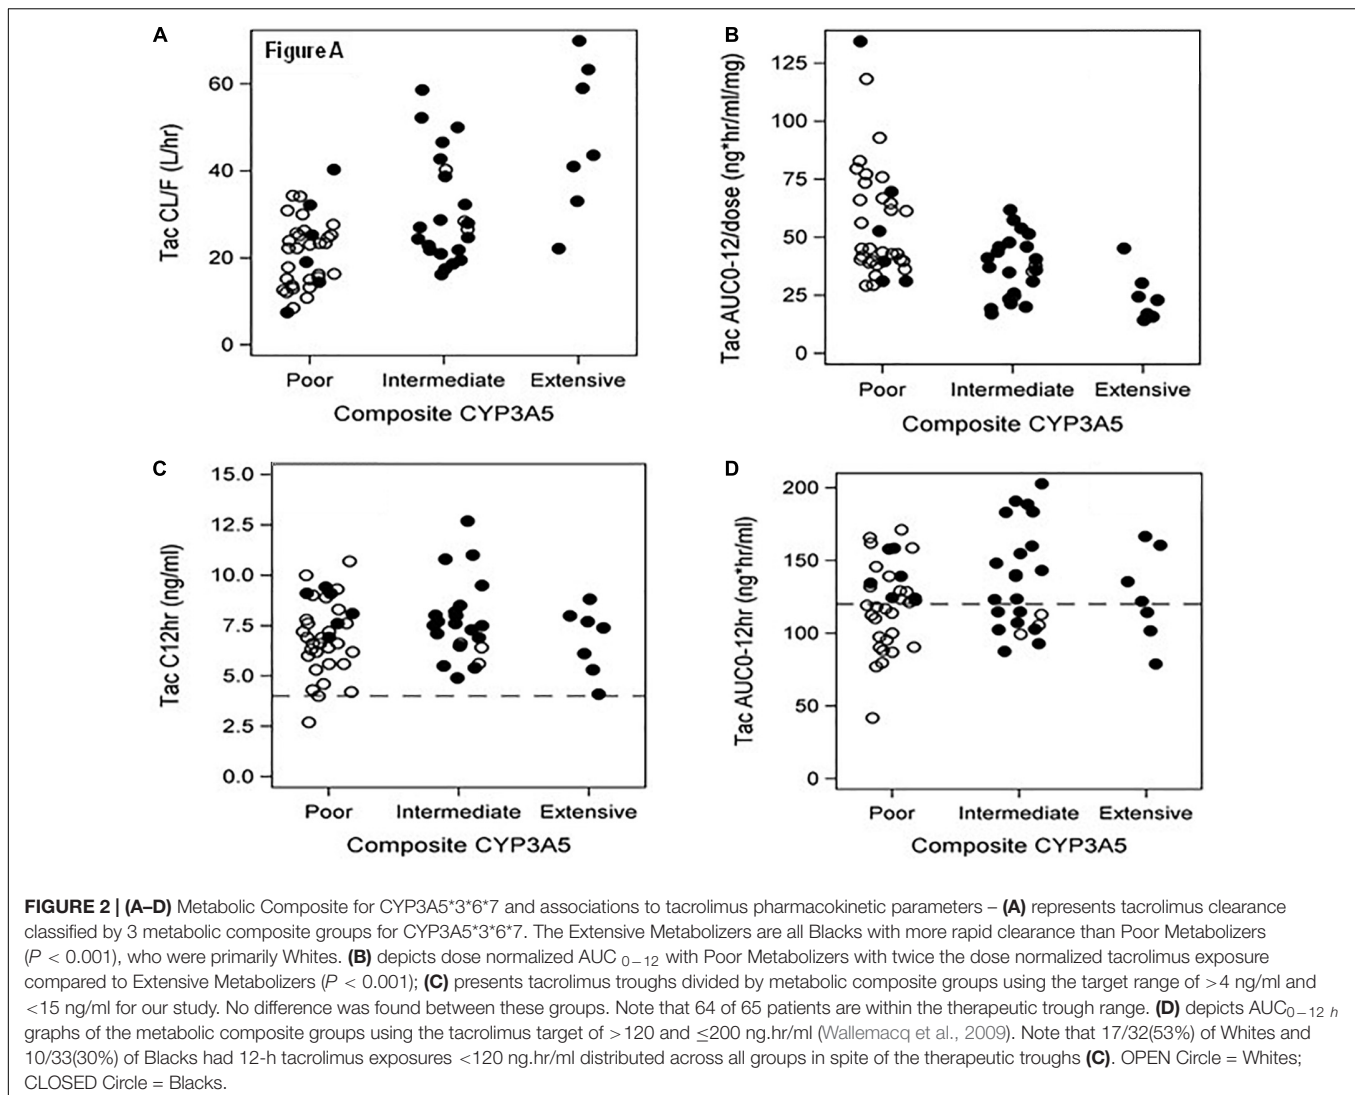 A
Figure A
60
40
20
0
Tac CL/F (L/hr)
Poor Intermediate Extensive
Composite CYP3A5
B
125
100
75
50
25
0
Tac AUC0-12/dose (ng*hr/ml/mg)
Poor Intermediate Extensive
Composite CYP3A5
C
15.0
12.5
10.0
7.5
5.0
2.5
0.0
Tac C12hr (ng/ml)
Poor Intermediate Extensive
Composite CYP3A5
D
200
150
100
50
0
Tac AUC0-12hr (ng*hr/ml)
Poor Intermediate Extensive
Composite CYP3A5
FIGURE 2 | (A–D) Metabolic Composite for CYP3A5*3*6*7 and associations to tacrolimus pharmacokinetic parameters – (A) represents tacrolimus clearance
classified by 3 metabolic composite groups for CYP3A5*3*6*7. The Extensive Metabolizers are all Blacks with more rapid clearance than Poor Metabolizers
(P < 0.001), who were primarily Whites. (B) depicts dose normalized AUC 0−12 with Poor Metabolizers with twice the dose normalized tacrolimus exposure
compared to Extensive Metabolizers (P < 0.001); (C) presents tacrolimus troughs divided by metabolic composite groups using the target range of >4 ng/ml and
<15 ng/ml for our study. No difference was found between these groups. Note that 64 of 65 patients are within the therapeutic trough range. (D) depicts AUC0−12 h
graphs of the metabolic composite groups using the tacrolimus target of >120 and ≤200 ng.hr/ml (Wallemacq et al., 2009). Note that 17/32(53%) of Whites and
10/33(30%) of Blacks had 12-h tacrolimus exposures <120 ng.hr/ml distributed across all groups in spite of the therapeutic troughs (C). OPEN Circle = Whites;
CLOSED Circle = Blacks.